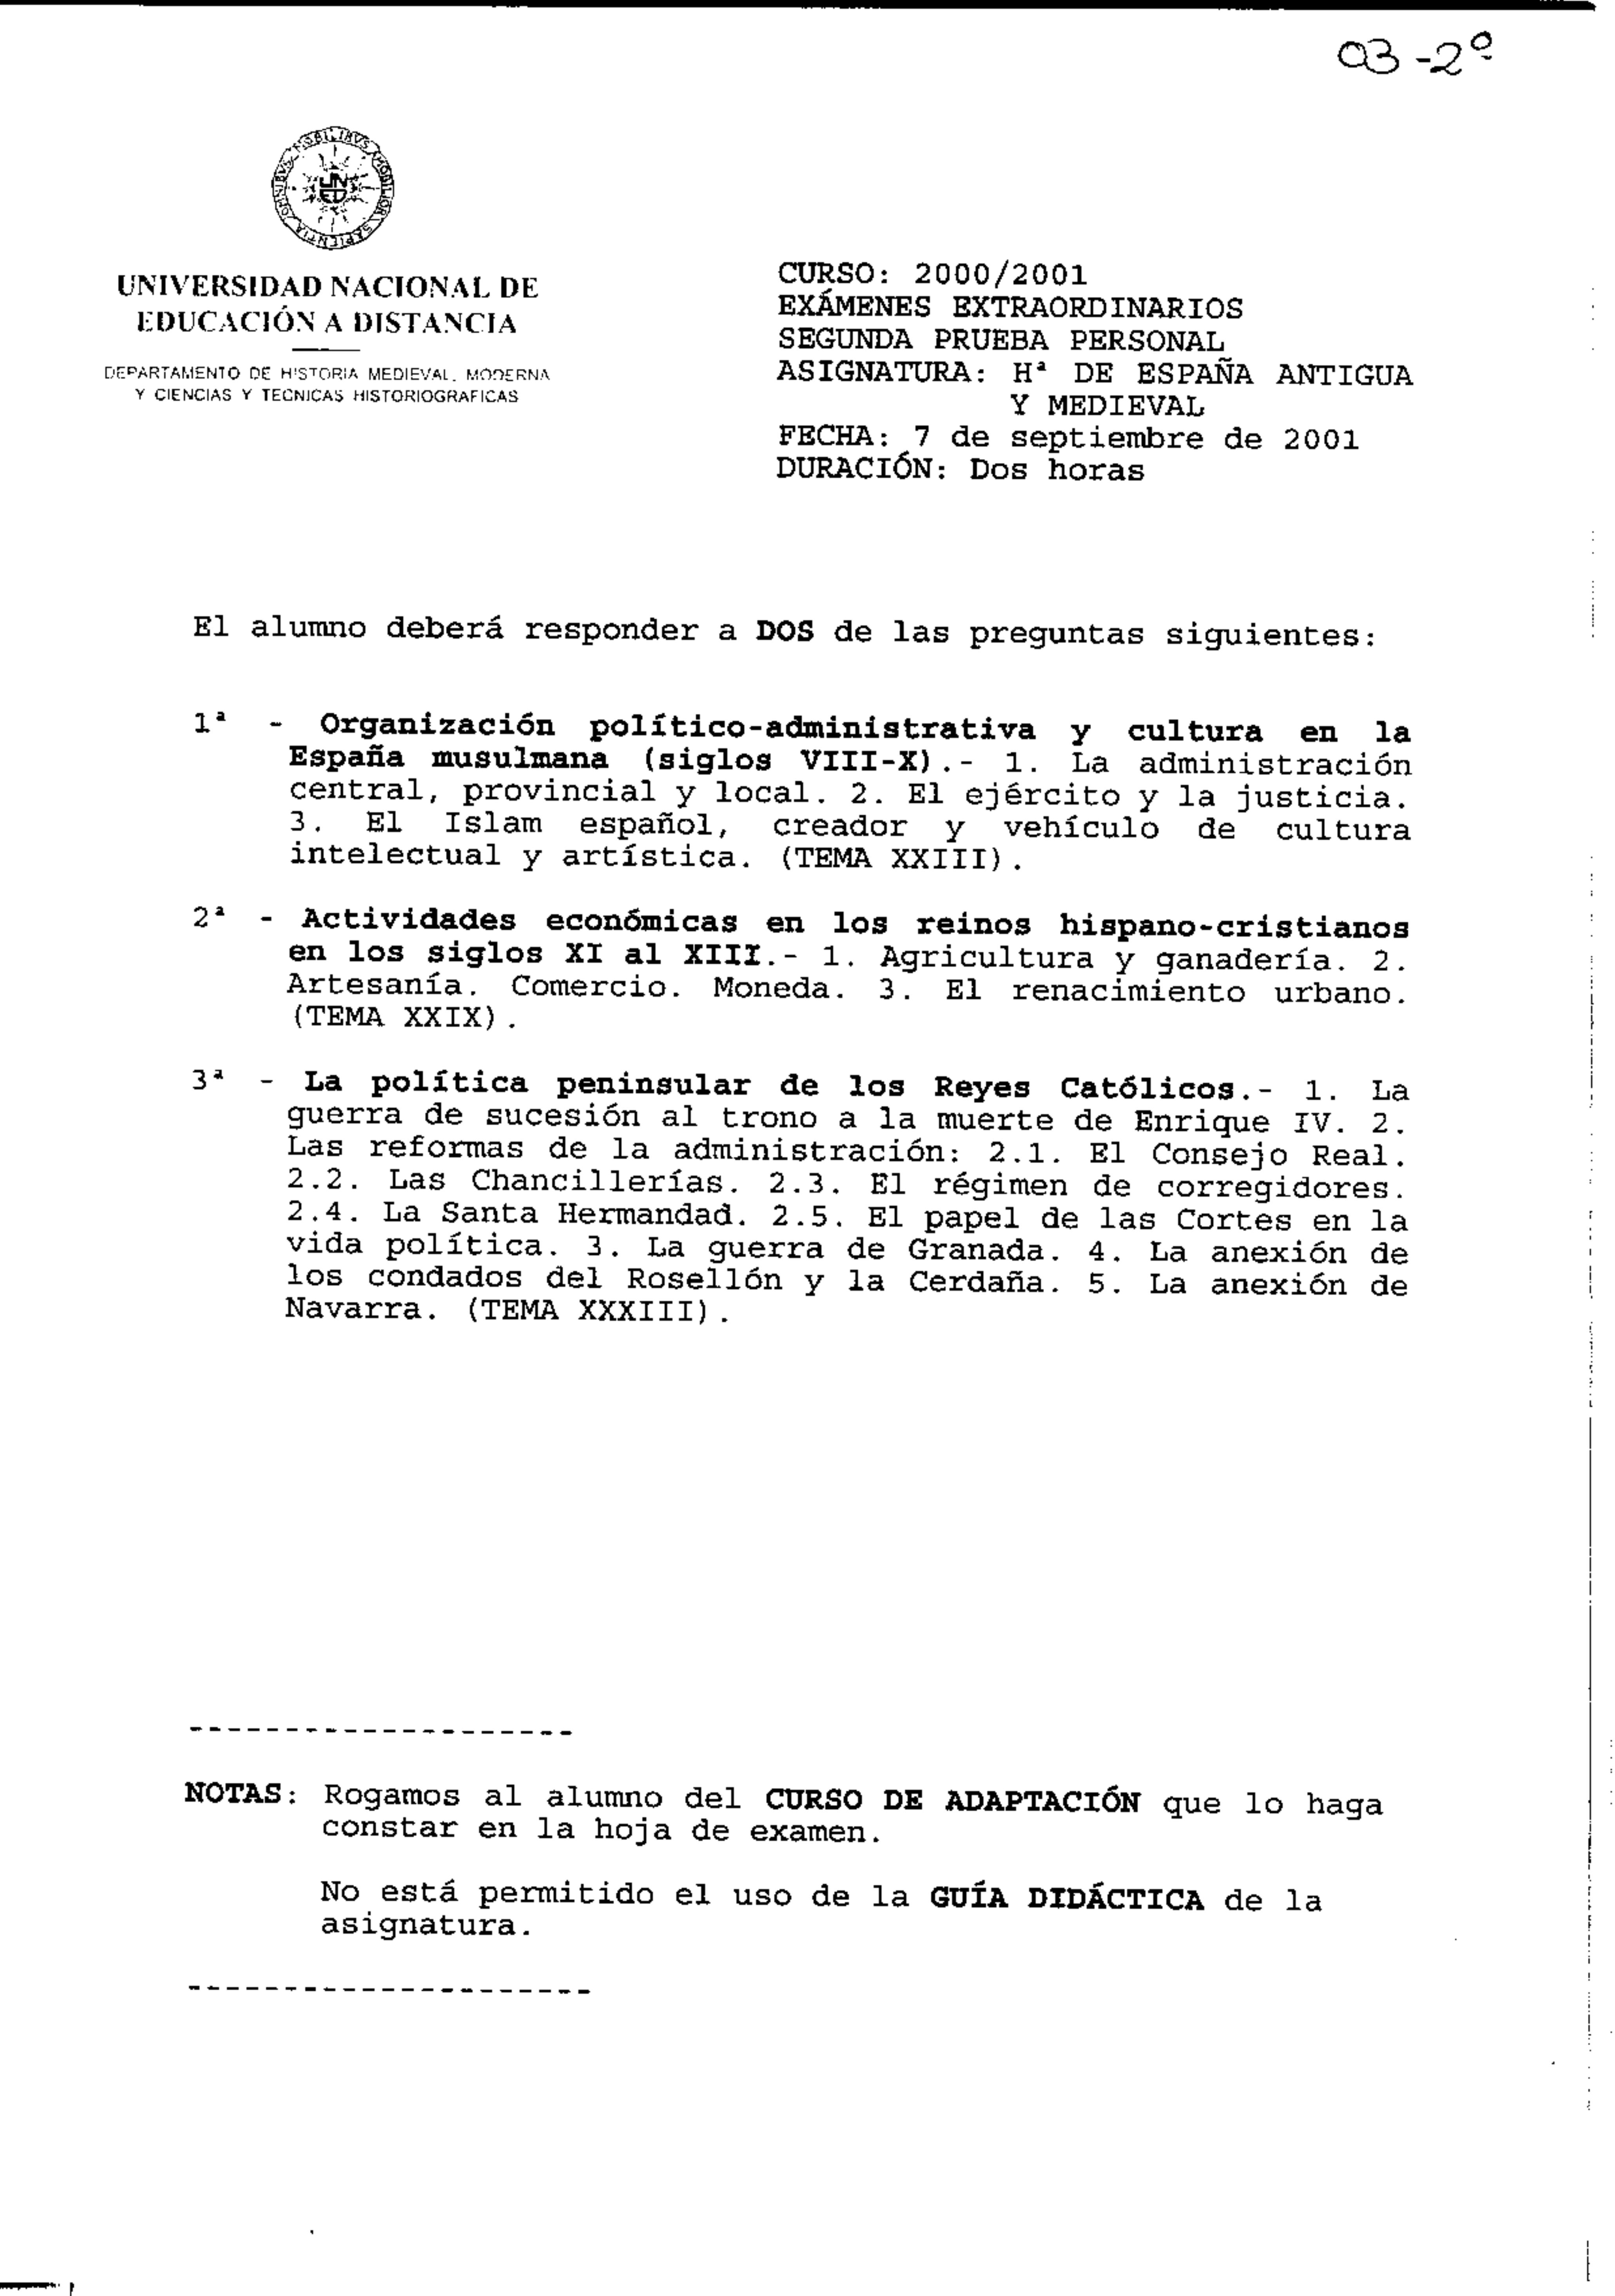 03-2º
UNIVERSIDAD NACIONAL DE
EDUCACIÓN A DISTANCIA
DEPARTAMENTO DE HISTORIA MEDIEVAL, MODERNA
Y CIENCIAS Y TECNICAS HISTORIOGRAFICAS
CURSO: 2000/2001
EXÁMENES EXTRAORDINARIOS
SEGUNDA PRUEBA PERSONAL
ASIGNATURA: Hª DE ESPAÑA ANTIGUA
Y MEDIEVAL
FECHA: 7 de septiembre de 2001
DURACIÓN: Dos horas
El alumno deberá responder a DOS de las preguntas siguientes:
1ª - Organización político-administrativa y cultura en la
España musulmana (siglos VIII-X).- 1. La administración
central, provincial y local. 2. El ejército y la justicia.
3. El Islam español, creador y vehículo de cultura
intelectual y artística. (TEMA XXIII).
2ª - Actividades económicas en los reinos hispano-cristianos
en los siglos XI al XIII.- 1. Agricultura y ganadería. 2.
Artesanía. Comercio. Moneda. 3. El renacimiento urbano.
(TEMA XXIX).
3ª - La política peninsular de los Reyes Católicos.- 1. La
guerra de sucesión al trono a la muerte de Enrique IV. 2.
Las reformas de la administración: 2.1. El Consejo Real.
2.2. Las Chancillerías. 2.3. El régimen de corregidores.
2.4. La Santa Hermandad. 2.5. El papel de las Cortes en la
vida política. 3. La guerra de Granada. 4. La anexión de
los condados del Rosellón y la Cerdaña. 5. La anexión de
Navarra. (TEMA XXXIII).
NOTAS: Rogamos al alumno del CURSO DE ADAPTACIÓN que lo haga
constar en la hoja de examen.
No está permitido el uso de la GUÍA DIDÁCTICA de la
asignatura.